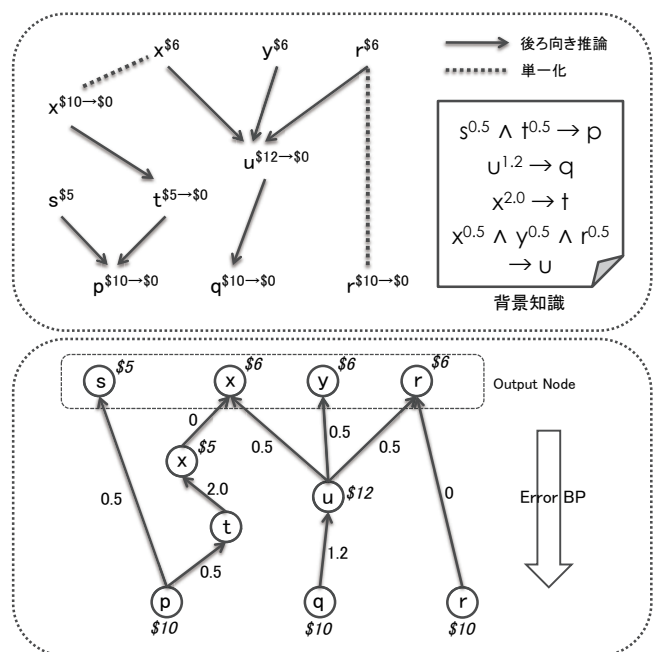 x$6 y$6 r$6
後ろ向き推論
単一化
x$10→$0
u$12→$0
s$5 t$5→$0
p$10→$0 q$10→$0 r$10→$0
s0.5 ∧ t0.5 → p
u1.2 → q
x2.0 → t
x0.5 ∧ y0.5 ∧ r0.5
→ u
背景知識
s $5 x $6 y $6 r $6
Output Node
0
0.5 0.5 0.5
x $5
0.5 2.0 u $12 0
Error BP
t
0.5 1.2
p q r
$10 $10 $10